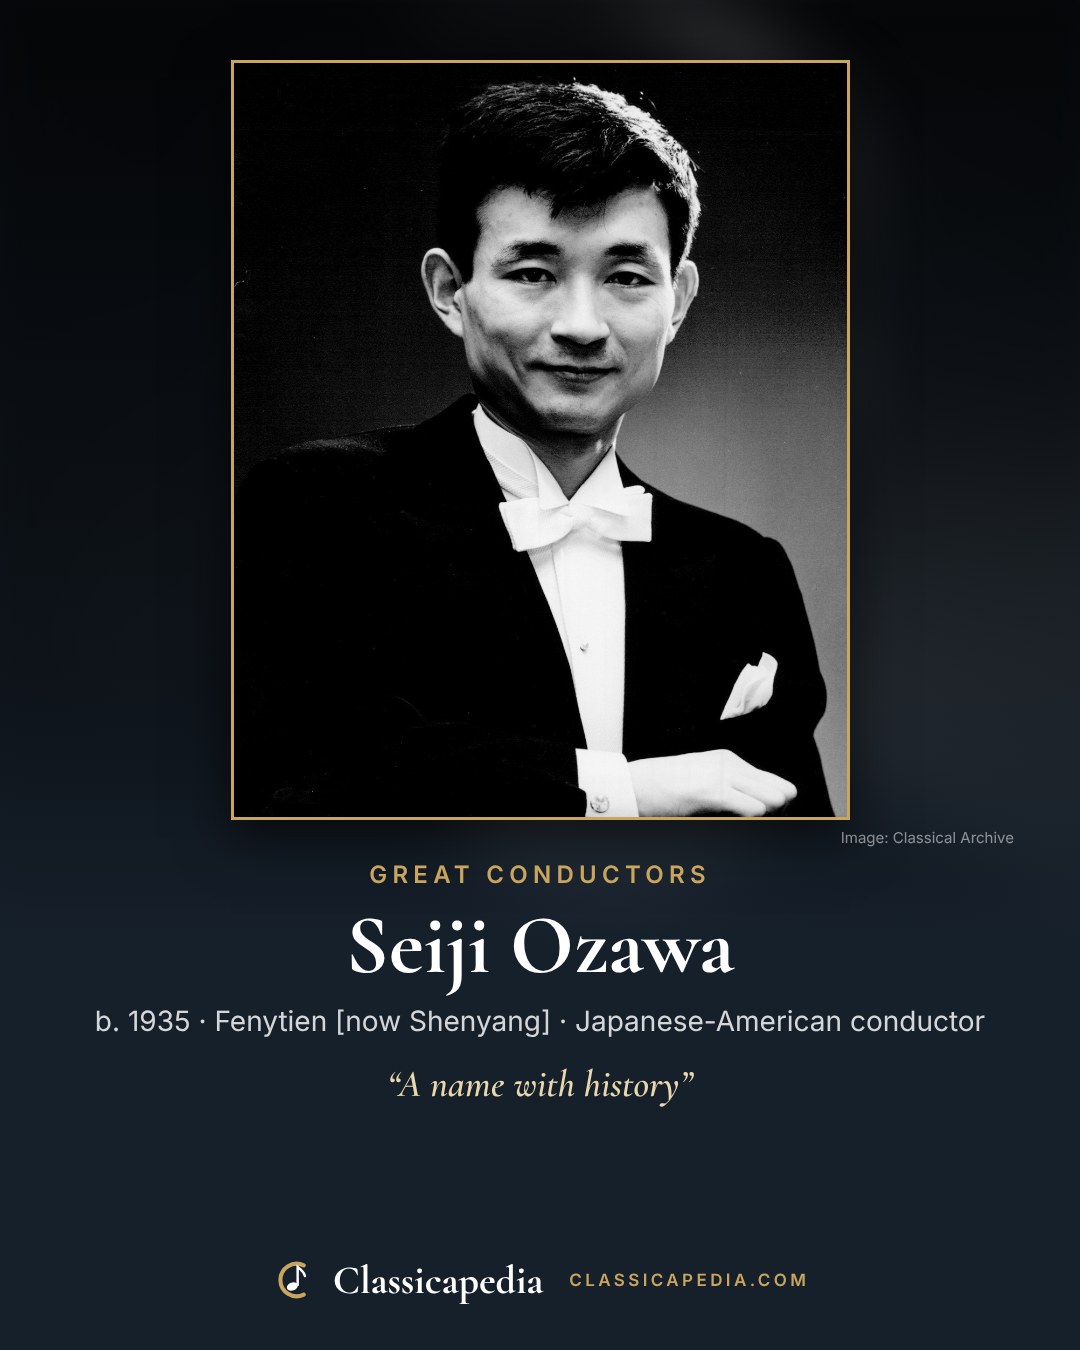 Image: Classical Archive
GREAT CONDUCTORS
Seiji Ozawa
b. 1935 · Fenytien [now Shenyang] · Japanese-American conductor
“A name with history”
Classicapedia CLASSICAPEDIA.COM